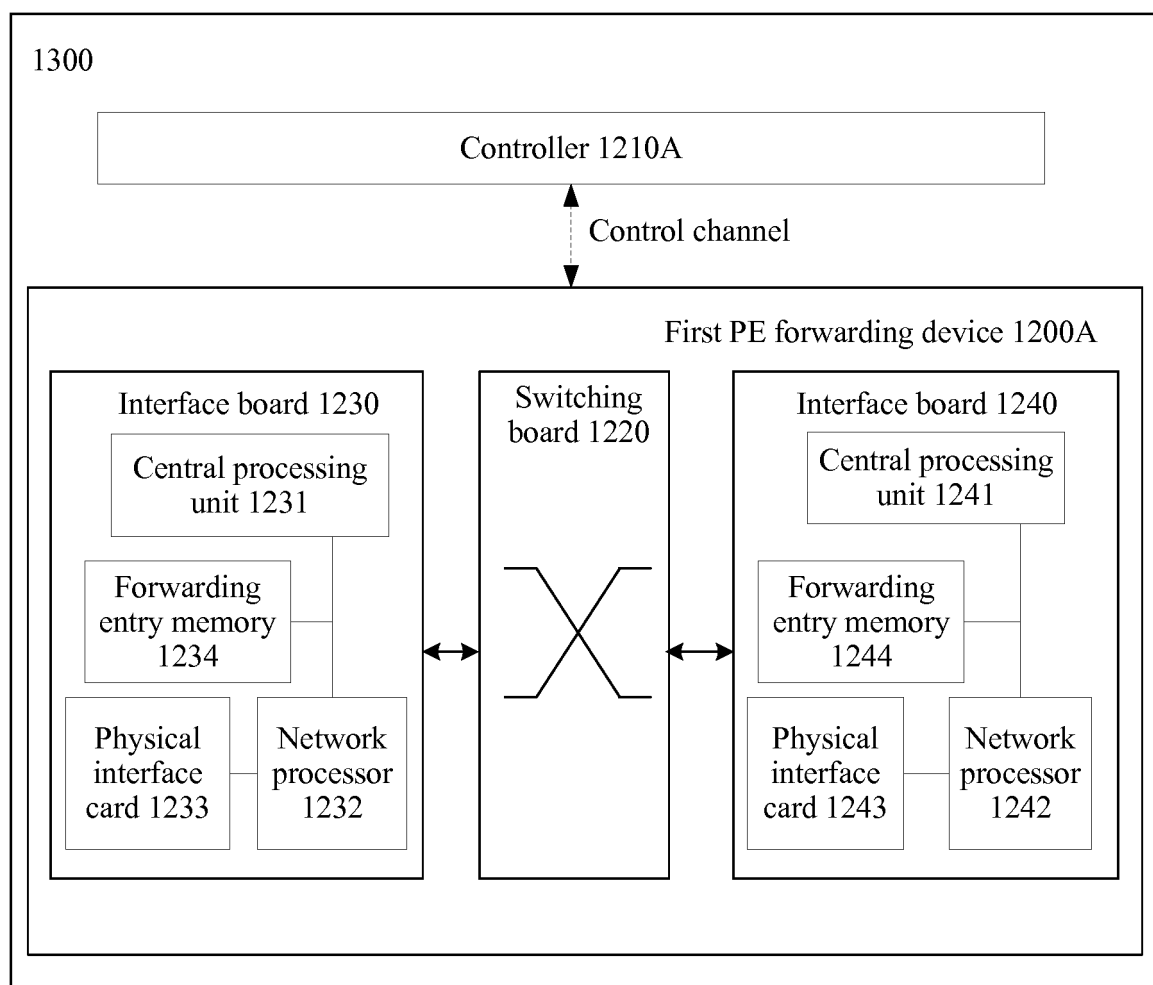 1300
Controller 1210A
Control channel
First PE forwarding device 1200A
Interface board 1230
Central processing
unit 1231
Forwarding
entry memory
1234
Physical
interface
card 1233
Network
processor
1232
Switching
board 1220
Interface board 1240
Central processing
unit 1241
Forwarding
entry memory
1244
Physical
interface
card 1243
Network
processor
1242